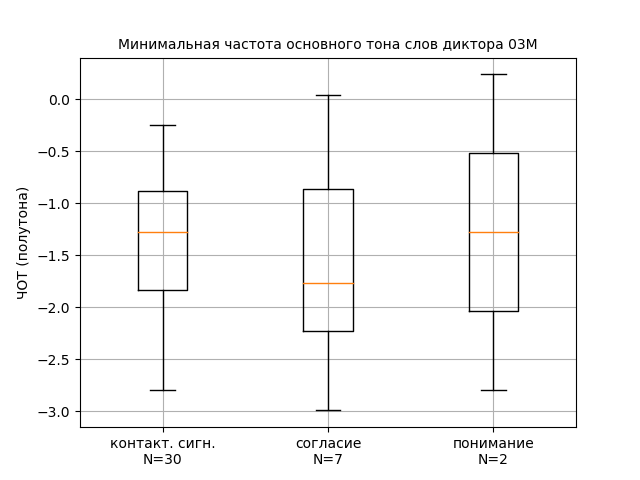 Минимальная частота основного тона слов диктора 03М
ЧОТ (полутона)
0.0
−0.5
−1.0
−1.5
−2.0
−2.5
−3.0
контакт. сигн.
N=30
согласие
N=7
понимание
N=2